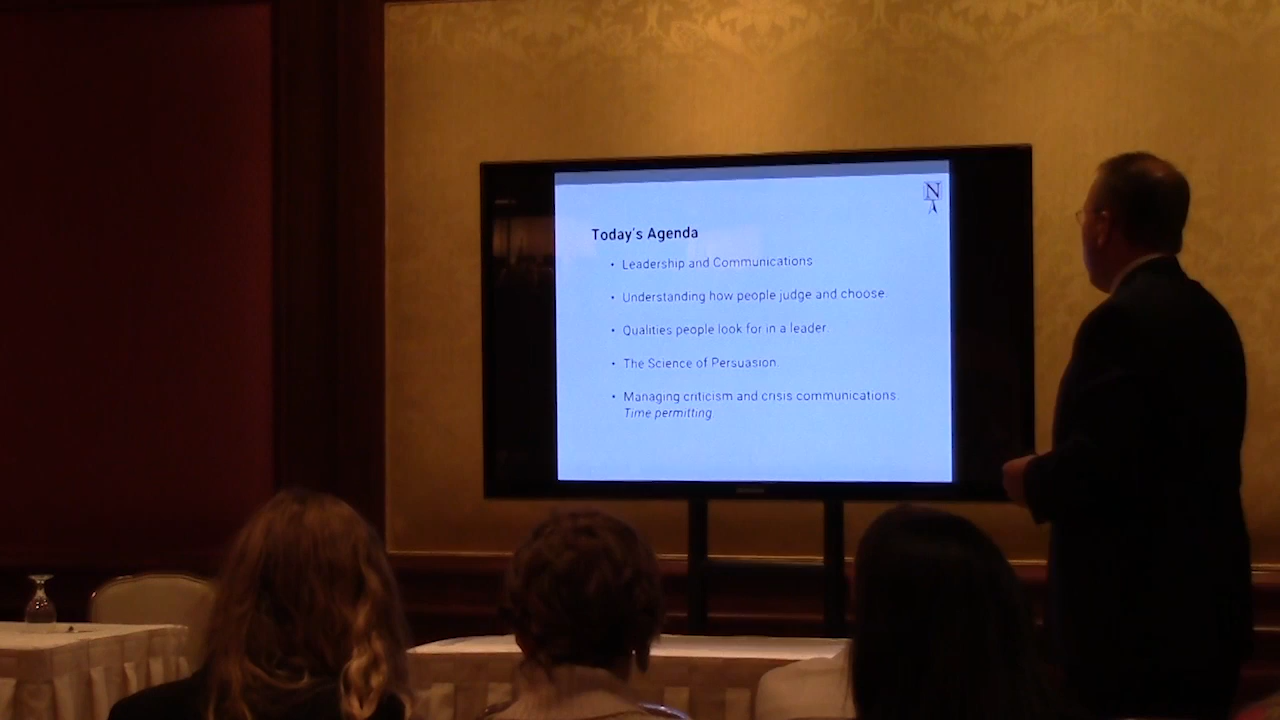 N
Today's Agenda
• Leadership and Communications
• Understanding how people judge and choose.
• Qualities people look for in a leader.
• The Science of Persuasion.
• Managing criticism and crisis communications.
Time permitting